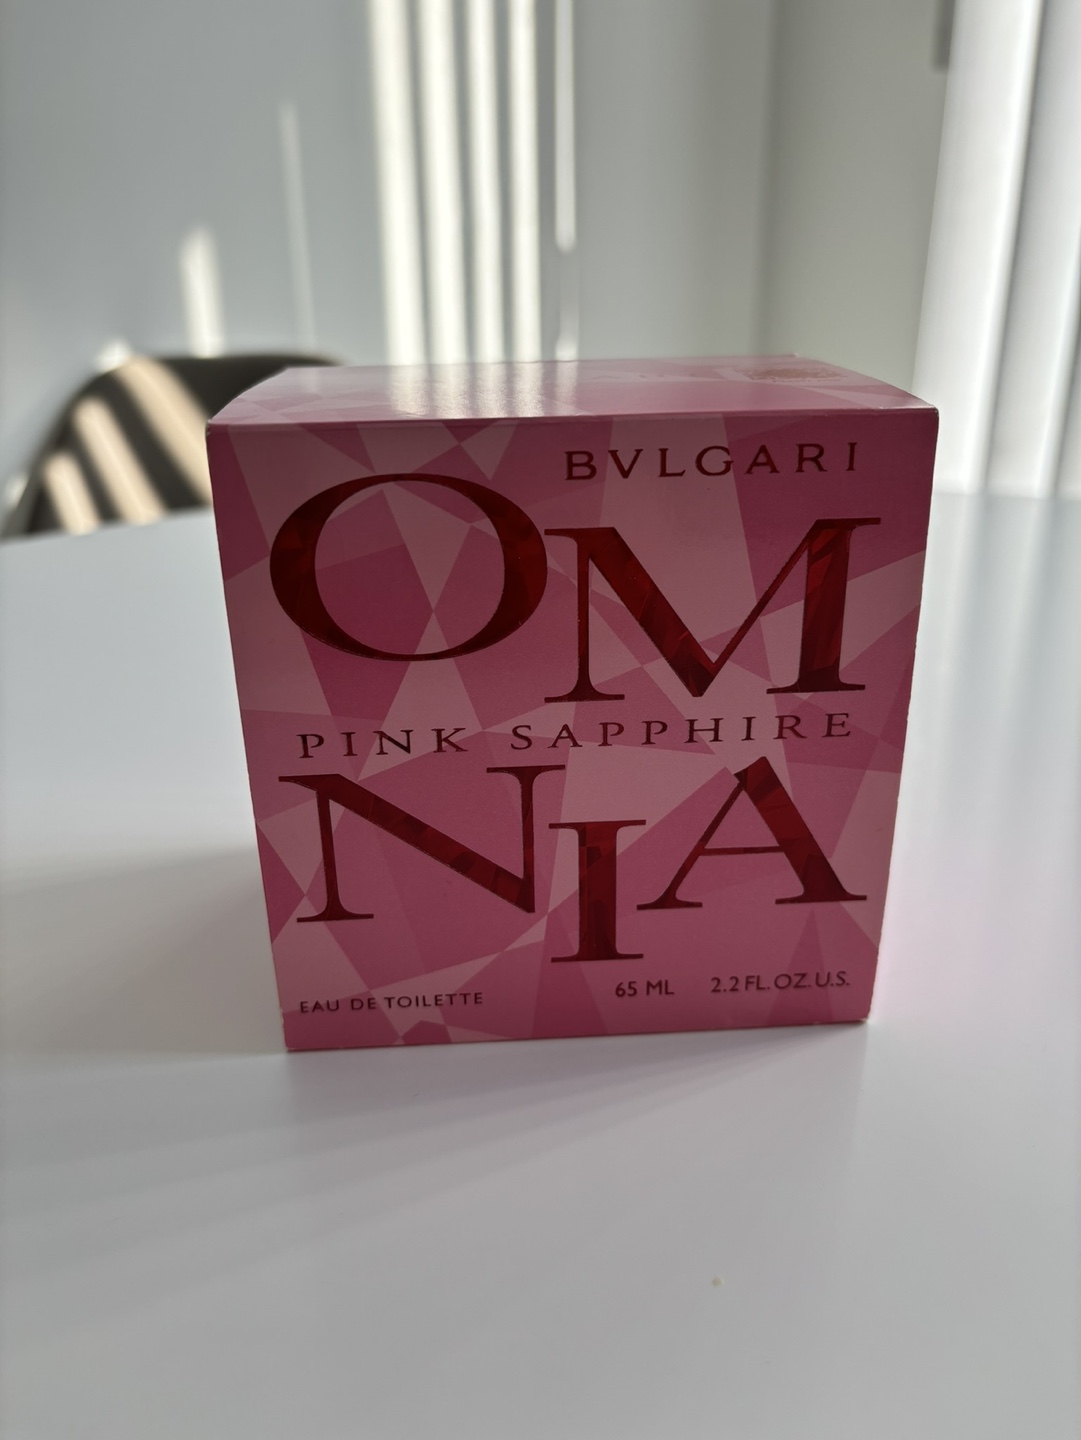 BVLGARI
OM
PINK SAPPHIRE
NIA
EAU DE TOILETTE 65 ML 2.2 FL.OZ.U.S.